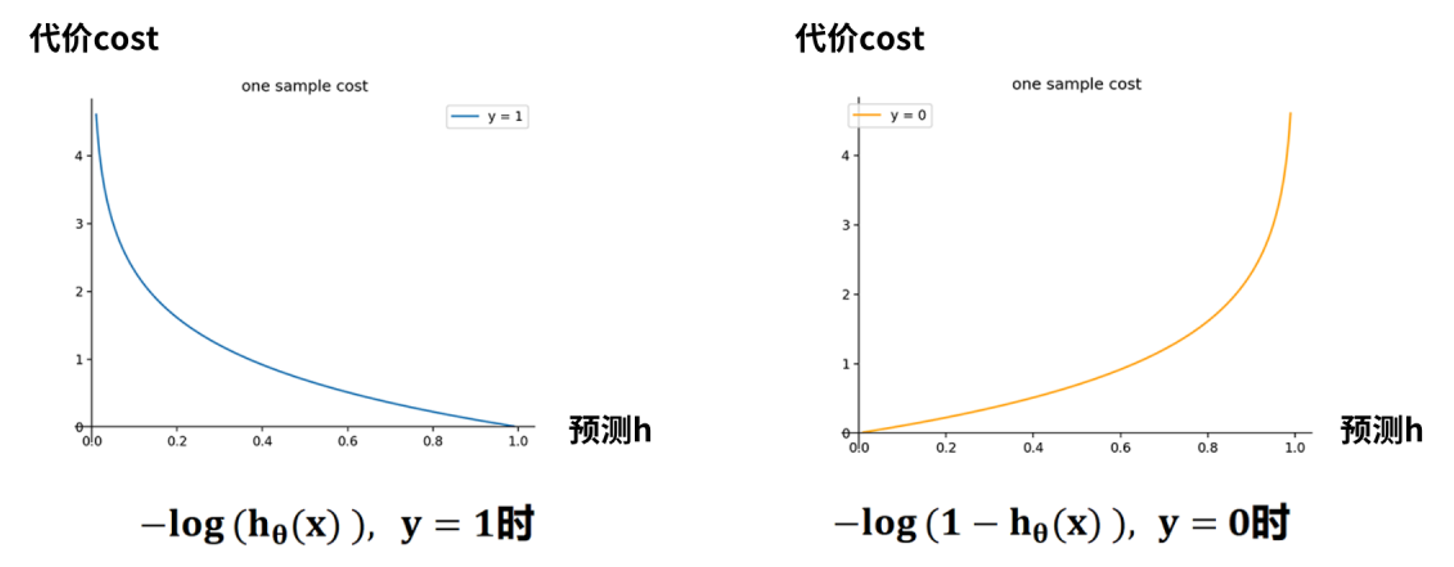 代价cost
one sample cost
y = 1
4
3
2
1
0
0.0 0.2 0.4 0.6 0.8 1.0
预测h
−log (hθ(x) ), y = 1时
代价cost
one sample cost
y = 0
4
3
2
1
0
0.0 0.2 0.4 0.6 0.8 1.0
预测h
−log (1 − hθ(x) ), y = 0时